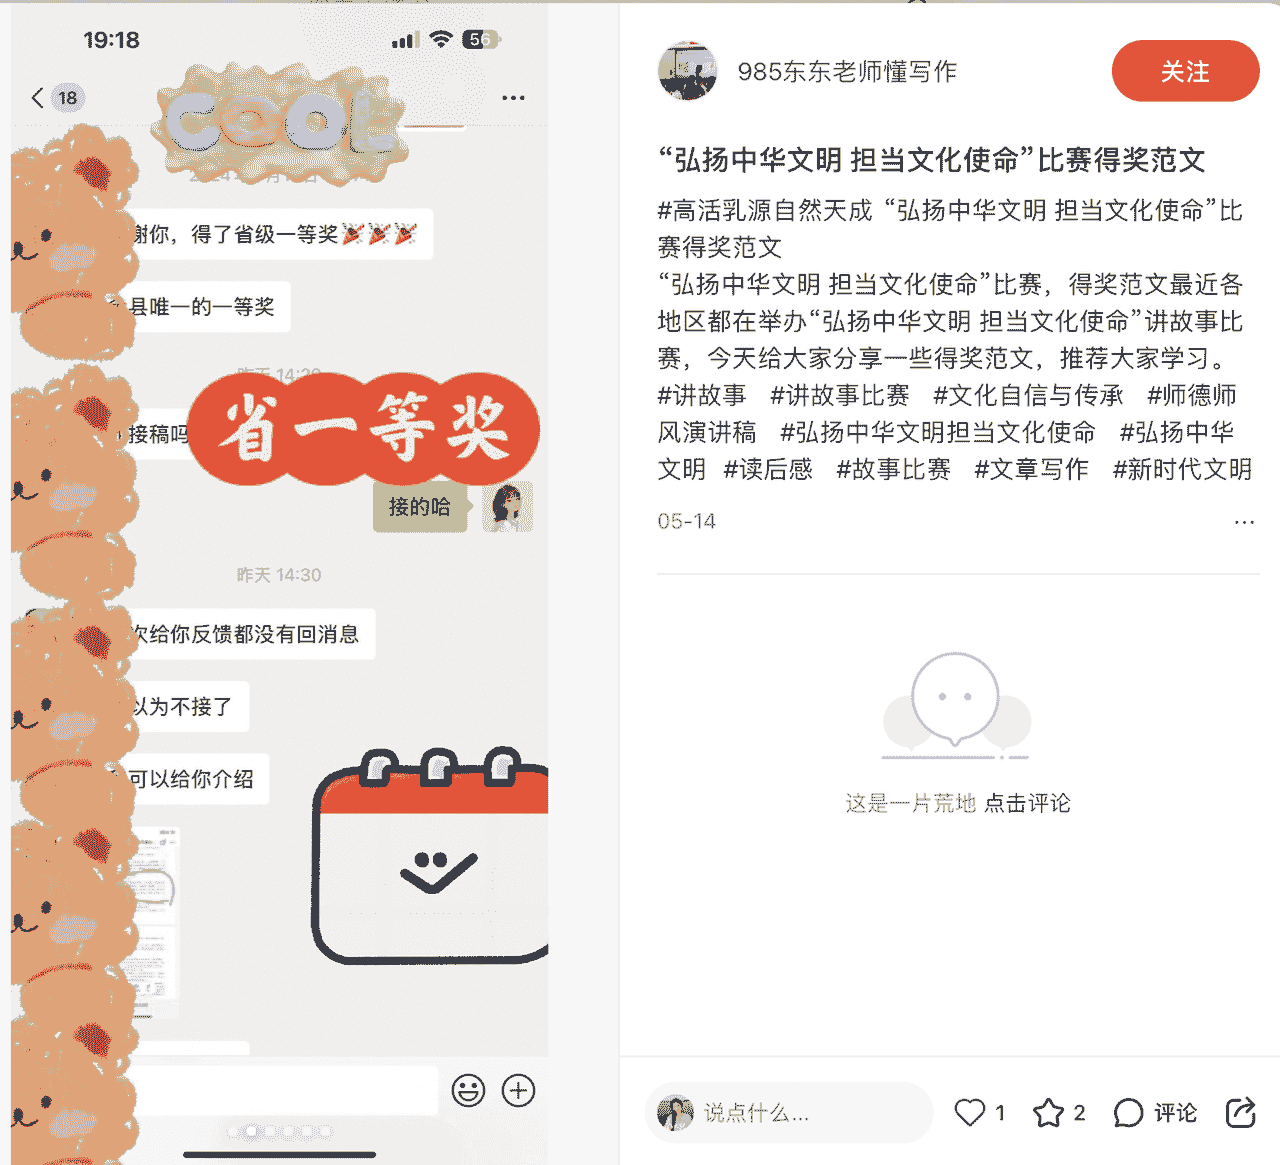 19:18
56
18
COOL
谢你，得了省级一等奖
县唯一的一等奖
昨天 14:29
接稿吗
省一等奖
接的哈
昨天 14:30
次给你反馈都没有回消息
以为不接了
可以给你介绍
985东东老师懂写作
关注
“弘扬中华文明 担当文化使命”比赛得奖范文
#高活乳源自然天成 “弘扬中华文明 担当文化使命”比
赛得奖范文
“弘扬中华文明 担当文化使命”比赛，得奖范文最近各
地区都在举办“弘扬中华文明 担当文化使命”讲故事比
赛，今天给大家分享一些得奖范文，推荐大家学习。
#讲故事 #讲故事比赛 #文化自信与传承 #师德师
风演讲稿 #弘扬中华文明担当文化使命 #弘扬中华
文明 #读后感 #故事比赛 #文章写作 #新时代文明
05-14
这是一片荒地 点击评论
说点什么...
1
2
评论